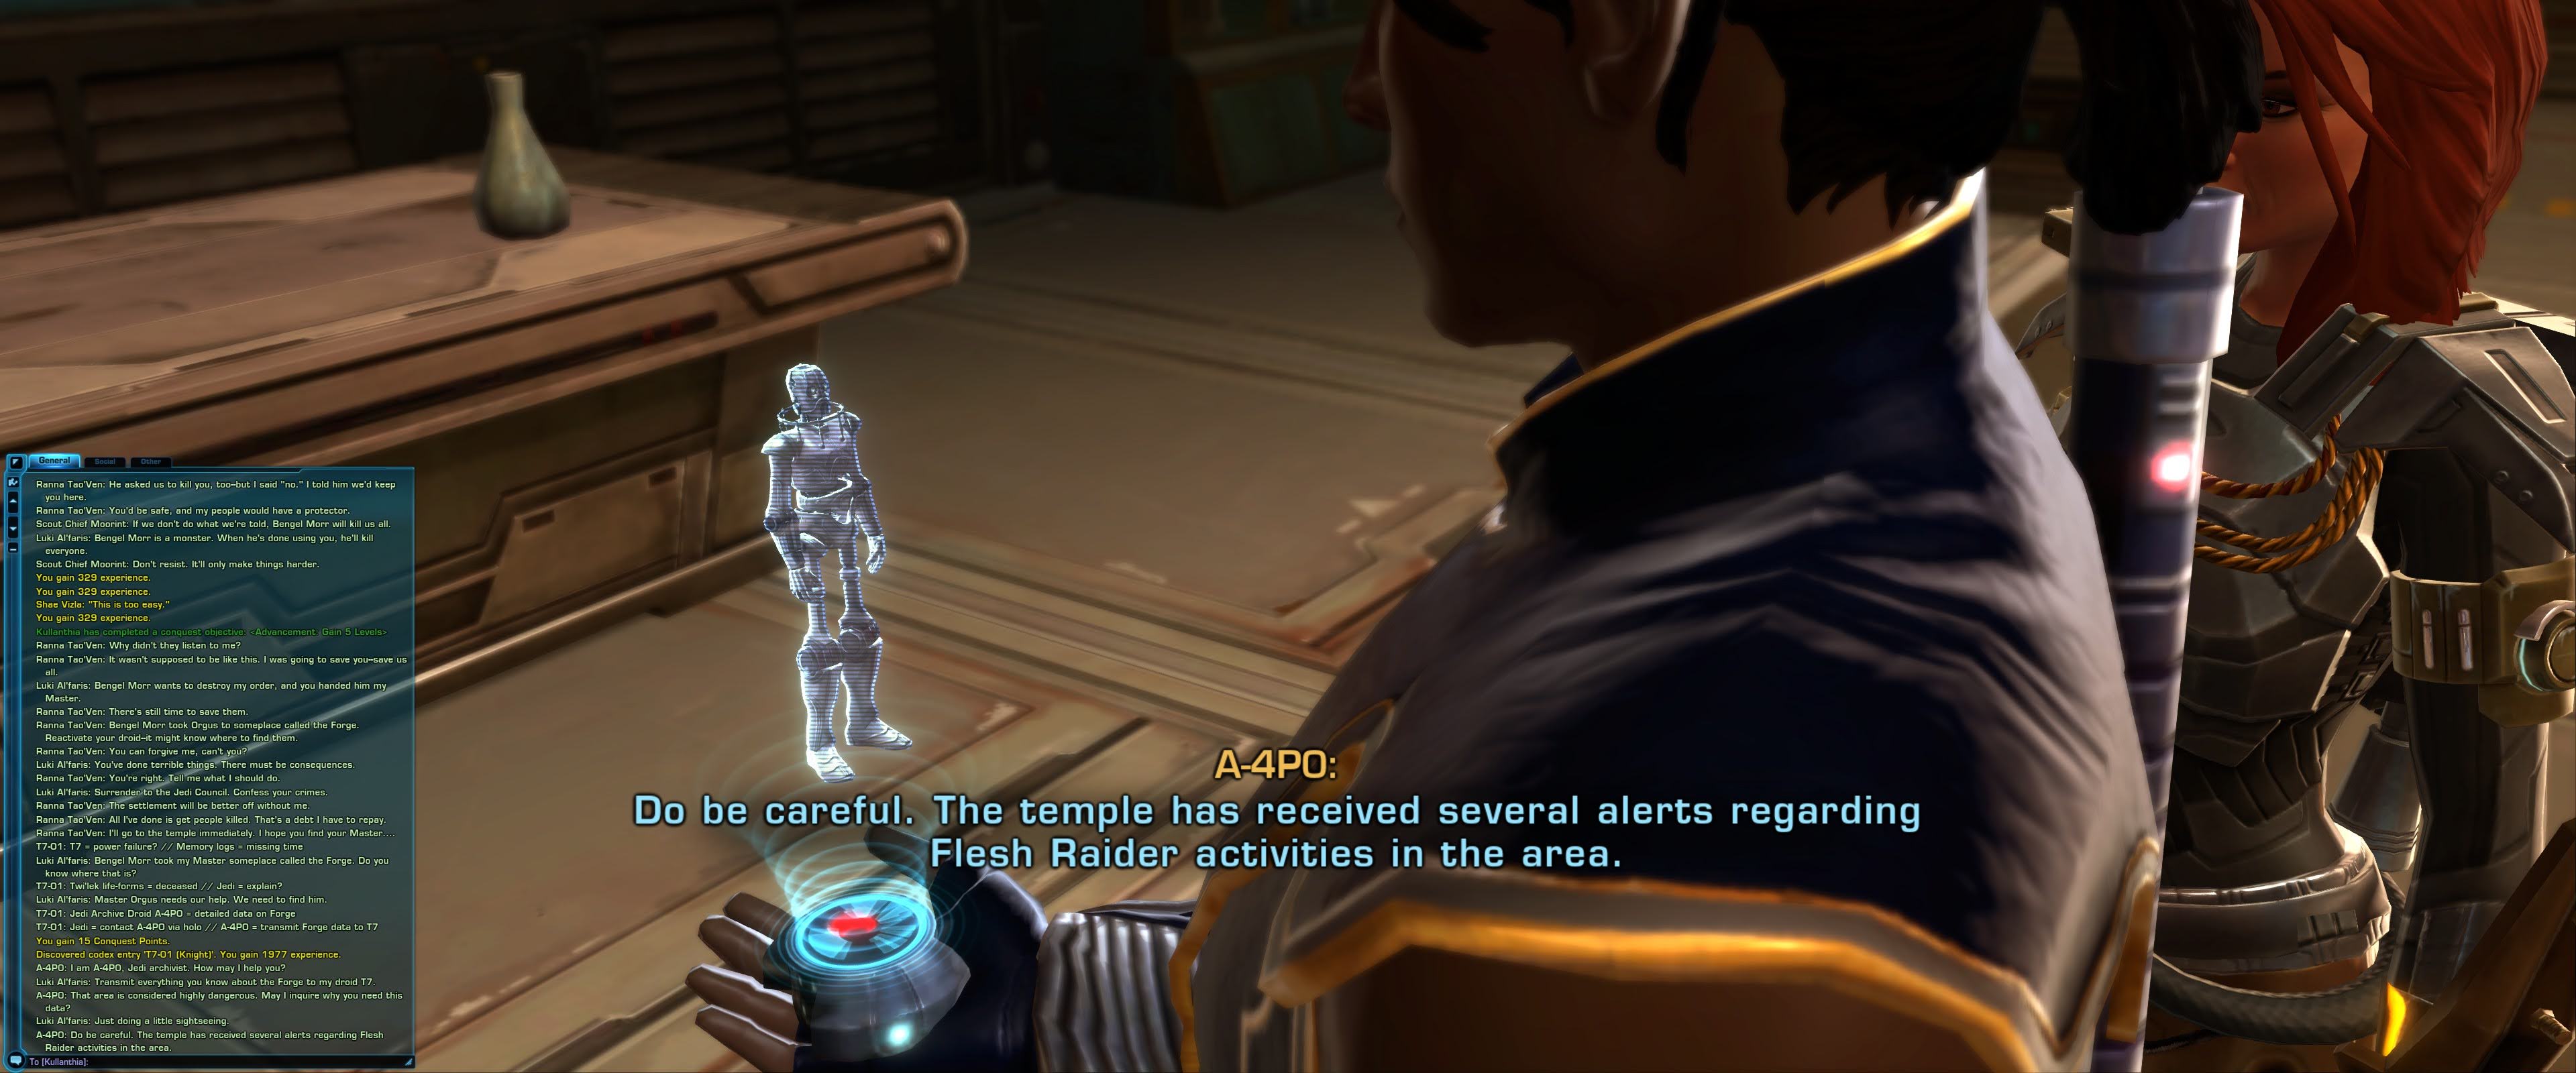 General Social Other
Ranna Tao'Ven: He asked us to kill you, too—but I said "no." I told him we'd keep
you here.
Ranna Tao'Ven: You'd be safe, and my people would have a protector.
Scout Chief Moorint: If we don't do what we're told, Bengel Morr will kill us all.
Luki Al'faris: Bengel Morr is a monster. When he's done using you, he'll kill
everyone.
Scout Chief Moorint: Don't resist. It'll only make things harder.
You gain 329 experience.
You gain 329 experience.
Shae Vizla: "This is too easy."
You gain 329 experience.
Kullanthia has completed a conquest objective: <Advancement: Gain 5 Levels>
Ranna Tao'Ven: Why didn't they listen to me?
Ranna Tao'Ven: It wasn't supposed to be like this. I was going to save you—save us
all.
Luki Al'faris: Bengel Morr wants to destroy my order, and you handed him my
Master.
Ranna Tao'Ven: There's still time to save them.
Ranna Tao'Ven: Bengel Morr took Orgus to someplace called the Forge.
Reactivate your droid—it might know where to find them.
Ranna Tao'Ven: You can forgive me, can't you?
Luki Al'faris: You've done terrible things. There must be consequences.
Ranna Tao'Ven: You're right. Tell me what I should do.
Luki Al'faris: Surrender to the Jedi Council. Confess your crimes.
Ranna Tao'Ven: The settlement will be better off without me.
Ranna Tao'Ven: All I've done is get people killed. That's a debt I have to repay.
Ranna Tao'Ven: I'll go to the temple immediately. I hope you find your Master....
T7-01: T7 = power failure? // Memory logs = missing time
Luki Al'faris: Bengel Morr took my Master someplace called the Forge. Do you
know where that is?
T7-01: Twi'lek life-forms = deceased // Jedi = explain?
Luki Al'faris: Master Orgus needs our help. We need to find him.
T7-01: Jedi Archive Droid A-4P0 = detailed data on Forge
T7-01: Jedi = contact A-4P0 via holo // A-4P0 = transmit Forge data to T7
You gain 15 Conquest Points.
Discovered codex entry 'T7-01 (Knight)'. You gain 1977 experience.
A-4P0: I am A-4P0, Jedi archivist. How may I help you?
Luki Al'faris: Transmit everything you know about the Forge to my droid T7.
A-4P0: That area is considered highly dangerous. May I inquire why you need this
data?
Luki Al'faris: Just doing a little sightseeing.
A-4P0: Do be careful. The temple has received several alerts regarding Flesh
Raider activities in the area.
To [Kullanthia]:
A-4P0:
Do be careful. The temple has received several alerts regarding
Flesh Raider activities in the area.